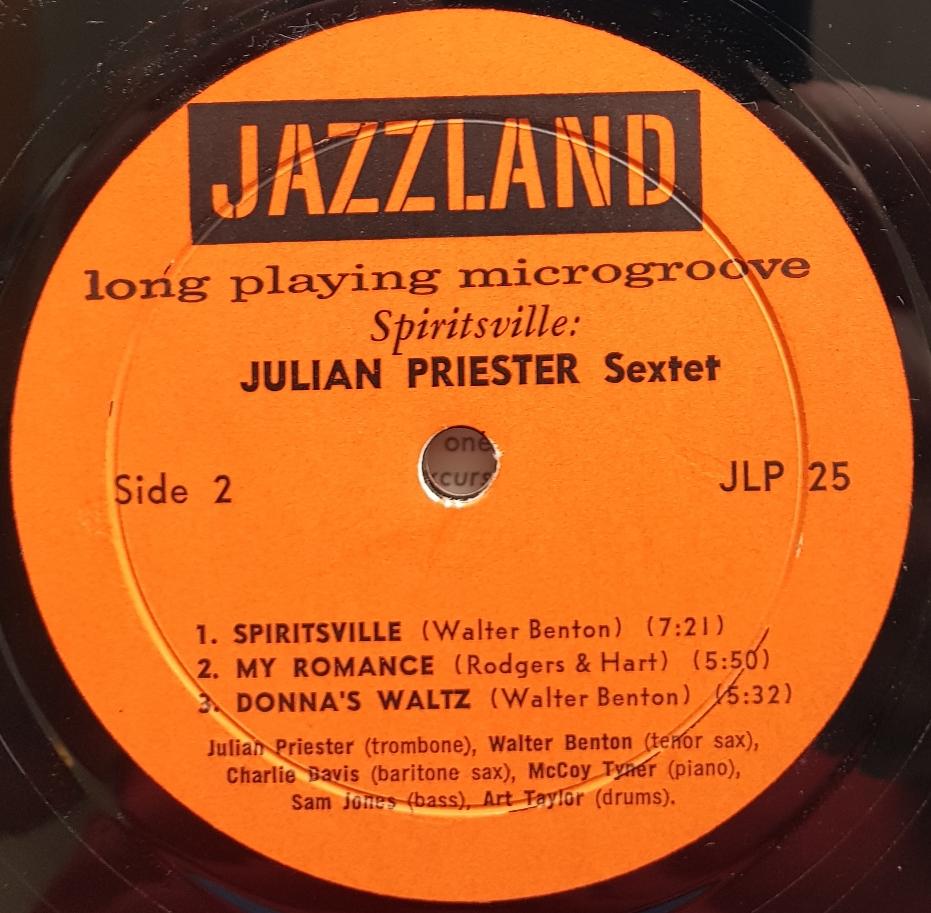 JAZZLAND
long playing microgroove
Spiritsville:
JULIAN PRIESTER Sextet
one
Side 2
JLP 25
1. SPIRITSVILLE (Walter Benton) (7:21)
2. MY ROMANCE (Rodgers & Hart) (5:50)
3. DONNA'S WALTZ (Walter Benton) (5:32)
Julian Priester (trombone), Walter Benton (tenor sax),
Charlie Davis (baritone sax), McCoy Tyner (piano),
Sam Jones (bass), Art Taylor (drums).